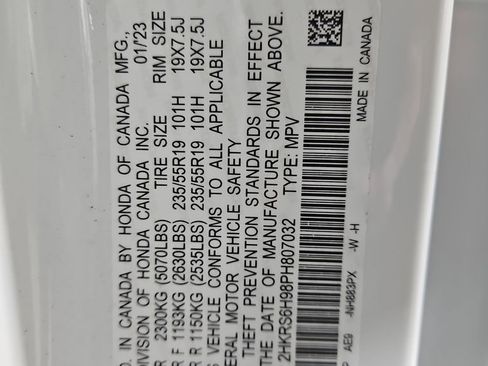 D. IN CANADA BY HONDA OF CANADA MFG.,
DIVISION OF HONDA CANADA INC. 01/23
R 2300KG (5070LBS) TIRE SIZE RIM SIZE
R F 1193KG (2630LBS) 235/55R19 101H 19X7.5J
R R 1150KG (2535LBS) 235/55R19 101H 19X7.5J
S VEHICLE CONFORMS TO ALL APPLICABLE
ERAL MOTOR VEHICLE SAFETY
THEFT PREVENTION STANDARDS IN EFFECT
THE DATE OF MANUFACTURE SHOWN ABOVE.
2HKRS6H98PH807032 TYPE: MPV
P AE9 -NH883PX -W -H
MADE IN CANADA